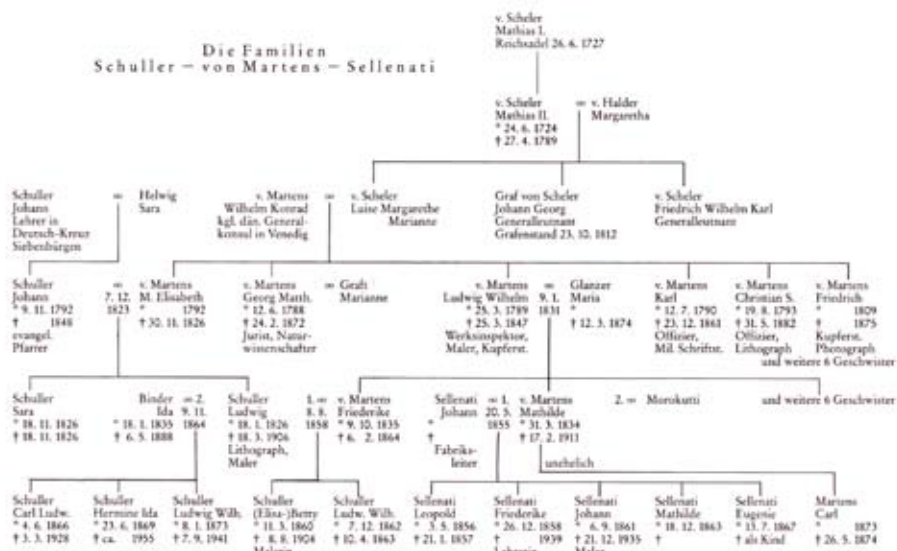 Die Familien
Schuller – von Martens – Sellenati
v. Scheler
Mathias I.
Reichsadel 26. 6. 1727
v. Scheler ∞ v. Halder
Mathias II. Margaretha
* 24. 6. 1724
† 27. 4. 1789
Schuller ∞ Helwig
Johann Sara
Lehrer in
Deutsch-Kreuz
Siebenbürgen
v. Martens ∞ v. Scheler
Wilhelm Konrad Luise Margarethe
kgl. dän. General- Marianne
konsul in Venedig
Graf von Scheler
Johann Georg
Generalleutnant
Grafenstand 23. 10. 1812
v. Scheler
Friedrich Wilhelm Karl
Generalleutnant
Schuller ∞ v. Martens
Johann 7. 12. M. Elisabeth
* 9. 11. 1792 1823 * 1792
† 1848 † 30. 11. 1826
evangel.
Pfarrer
v. Martens ∞ Graft
Georg Matth. Marianne
* 12. 6. 1788
† 24. 2. 1872
Jurist, Natur-
wissenschafter
v. Martens ∞ Glanzer
Ludwig Wilhelm 9. 1. Maria
* 25. 3. 1789 1831 *
† 25. 3. 1847 † 12. 3. 1874
Werksinspektor,
Maler, Kupferst.
v. Martens
Karl
* 12. 7. 1790
† 23. 12. 1861
Offizier,
Mil. Schriftst.
v. Martens
Christian S.
* 19. 8. 1793
† 31. 5. 1882
Offizier,
Lithograph
v. Martens
Friedrich
* 1809
† 1875
Kupferst.
Photograph
und weitere 6 Geschwister
Schuller
Sara
* 18. 11. 1826
† 18. 11. 1826
Binder ∞ 2. Schuller 1. ∞ v. Martens
Ida 9. 11. Ludwig 8. 8. Friederike
* 18. 1. 1835 1864 * 18. 1. 1826 1858 * 9. 10. 1835
† 6. 5. 1888 † 18. 3. 1906 † 6. 2. 1864
Lithograph,
Maler
Sellenati ∞ 1. v. Martens 2. ∞ Morokutti
Johann 20. 5. Mathilde
* 1855 * 31. 3. 1834
† † 17. 2. 1911
Fabriks-
leiter
unehelich
und weitere 6 Geschwister
Schuller
Carl Ludw.
* 4. 6. 1866
† 3. 3. 1928
Schuller
Hermine Ida
* 23. 6. 1869
† ca. 1955
Schuller
Ludwig Wilh.
* 8. 1. 1873
† 7. 9. 1941
Schuller
(Elisa-)Betty
* 11. 3. 1860
† 8. 8. 1904
Malerin
Schuller
Ludw. Wilh.
* 7. 12. 1862
† 10. 4. 1863
Sellenati
Leopold
* 3. 5. 1856
† 21. 1. 1857
Sellenati
Friederike
* 26. 12. 1858
† 1939
Lehrerin
Sellenati
Johann
* 6. 9. 1861
† 21. 12. 1935
Maler
Sellenati
Mathilde
* 18. 12. 1863
†
Sellenati
Eugenie
* 13. 7. 1867
† als Kind
Martens
Carl
* 1873
† 26. 5. 1874